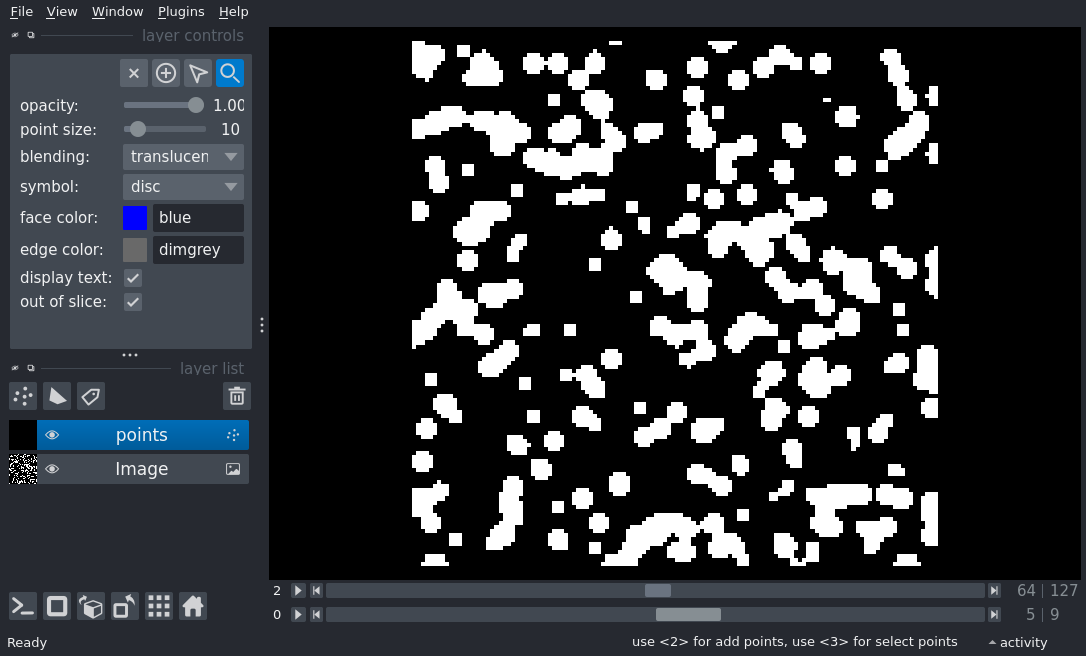 File View Window Plugins Help
layer controls
opacity: 1.00
point size: 10
blending: translucen
symbol: disc
face color: blue
edge color: dimgrey
display text:
out of slice:
layer list
points
Image
2 64 | 127
0 5 | 9
Ready use <2> for add points, use <3> for select points activity